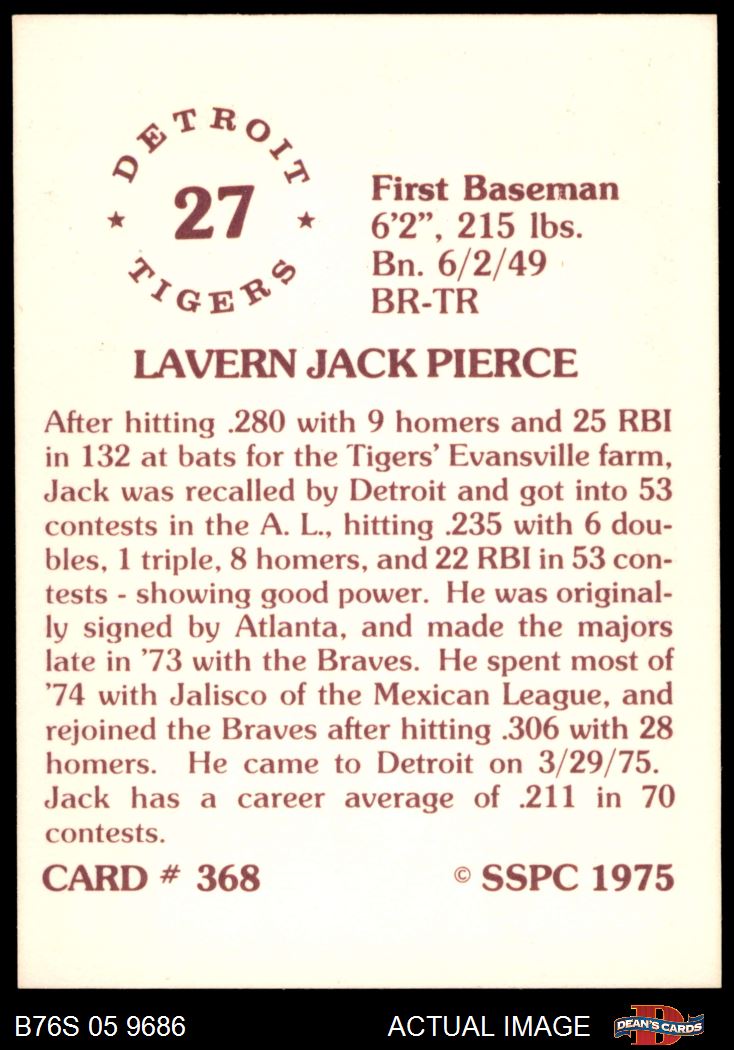 DETROIT
27
TIGERS
First Baseman
6'2", 215 lbs.
Bn. 6/2/49
BR-TR
LAVERN JACK PIERCE
After hitting .280 with 9 homers and 25 RBI
in 132 at bats for the Tigers' Evansville farm,
Jack was recalled by Detroit and got into 53
contests in the A. L., hitting .235 with 6 dou-
bles, 1 triple, 8 homers, and 22 RBI in 53 con-
tests - showing good power. He was original-
ly signed by Atlanta, and made the majors
late in '73 with the Braves. He spent most of
'74 with Jalisco of the Mexican League, and
rejoined the Braves after hitting .306 with 28
homers. He came to Detroit on 3/29/75.
Jack has a career average of .211 in 70
contests.
CARD # 368 © SSPC 1975
B76S 05 9686 ACTUAL IMAGE D DEAN'S CARDS